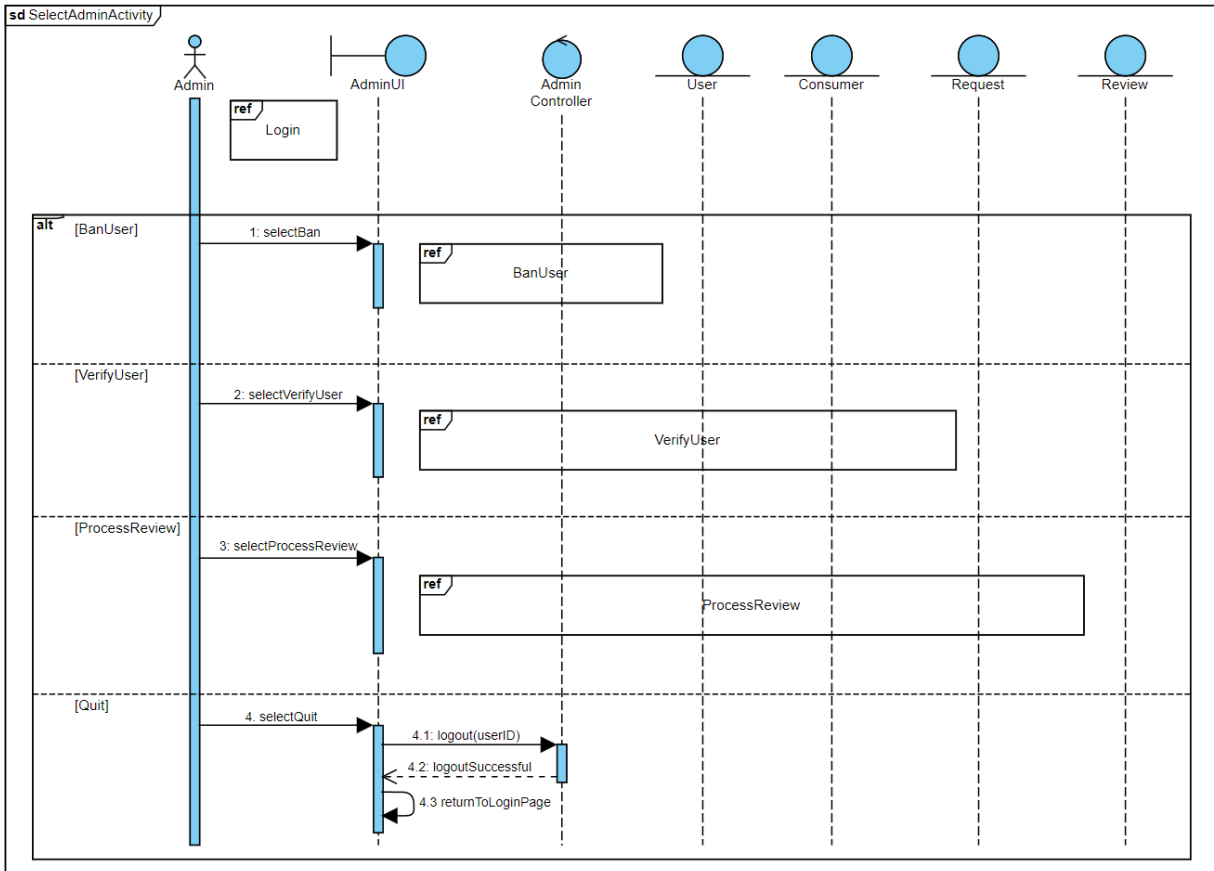 sd SelectAdminActivity
Admin
AdminUI
Admin
Controller
User
Consumer
Request
Review
ref
Login
alt
[BanUser]
1: selectBan
ref
BanUser
[VerifyUser]
2: selectVerifyUser
ref
VerifyUser
[ProcessReview]
3: selectProcessReview
ref
ProcessReview
[Quit]
4. selectQuit
4.1: logout(userID)
4.2: logoutSuccessful
4.3 returnToLoginPage